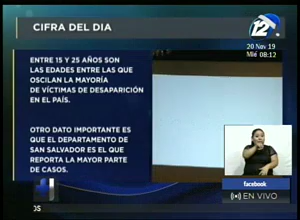 CIFRA DEL DIA
12
20 Nov 19
Mié 08:12
ENTRE 15 Y 25 AÑOS SON
LAS EDADES ENTRE LAS QUE
OSCILAN LA MAYORÍA
DE VÍCTIMAS DE DESAPARICIÓN
EN EL PAÍS.
OTRO DATO IMPORTANTE ES
QUE EL DEPARTAMENTO DE
SAN SALVADOR ES EL QUE
REPORTA LA MAYOR PARTE
DE CASOS.
facebook
EN VIVO
OS